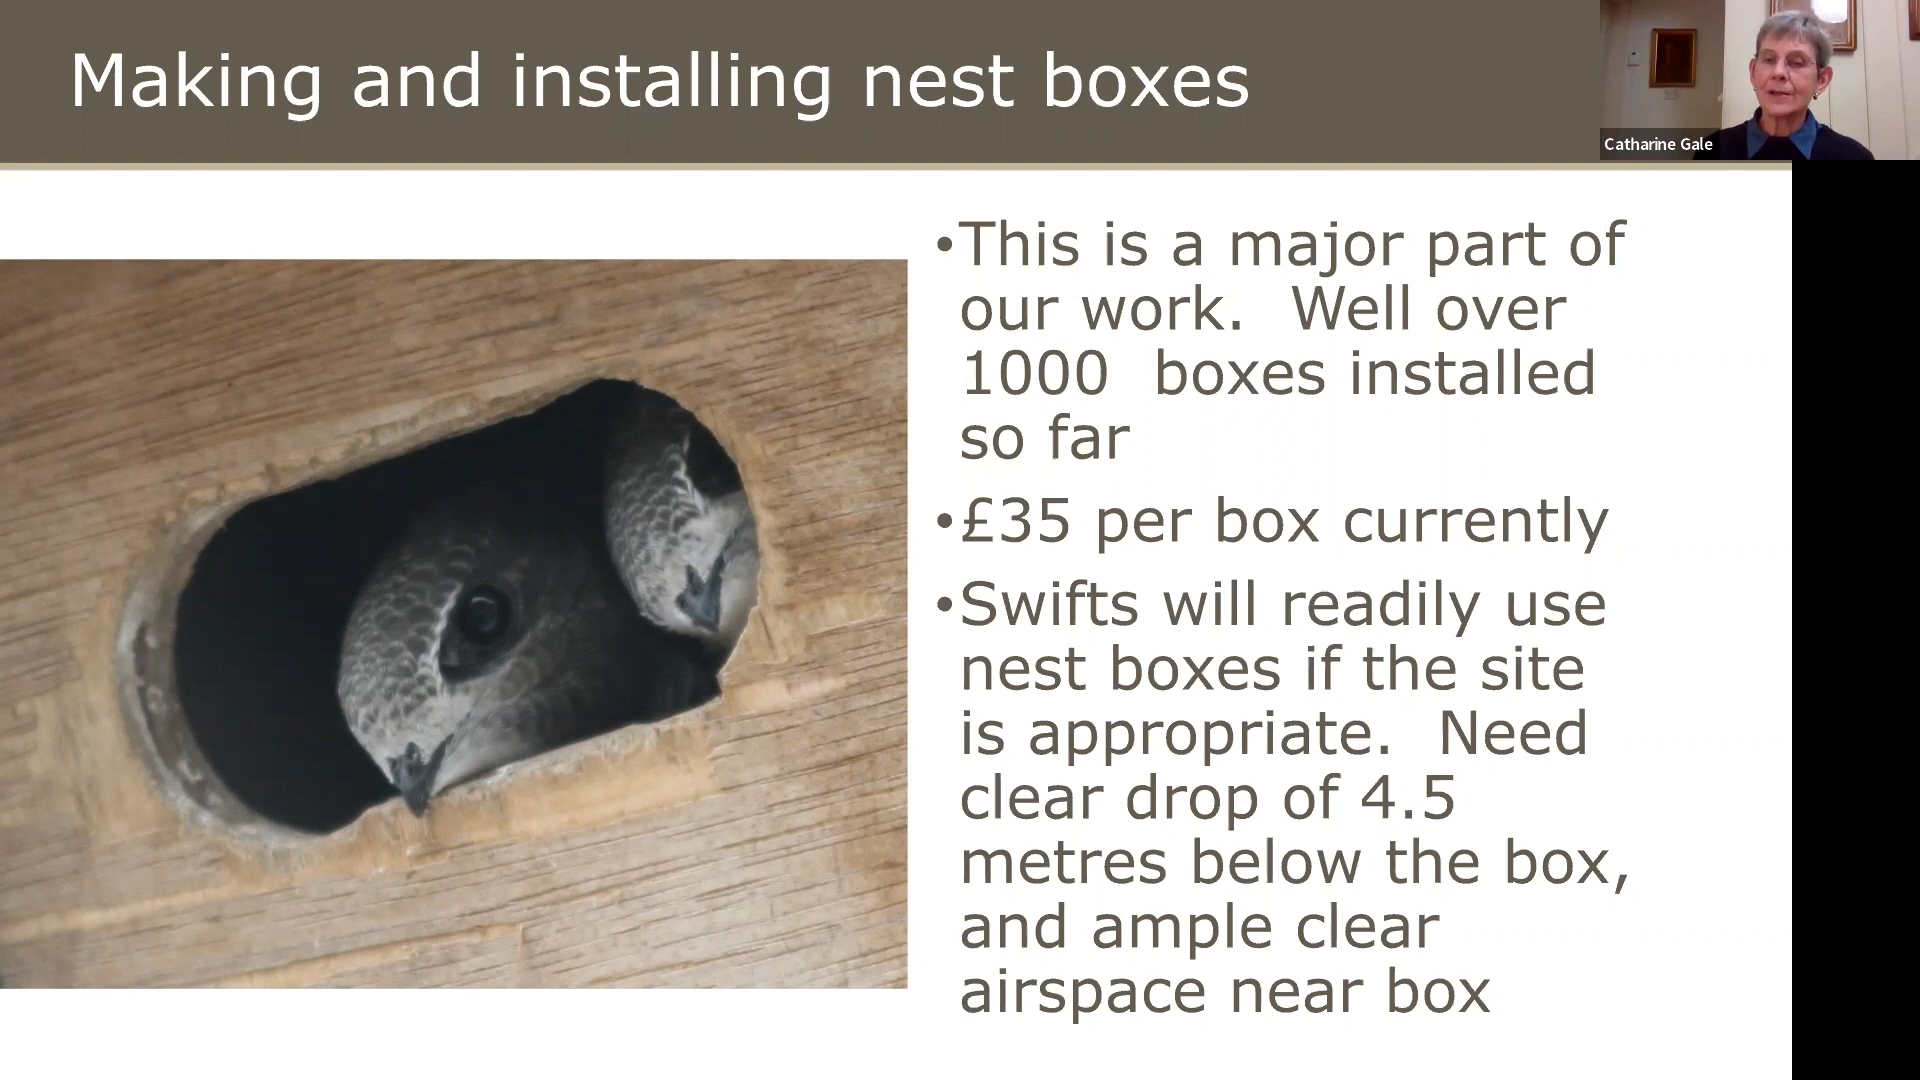 Making and installing nest boxes
Catharine Gale
•This is a major part of
our work.  Well over
1000  boxes installed
so far
•£35 per box currently
•Swifts will readily use
nest boxes if the site
is appropriate.  Need
clear drop of 4.5
metres below the box,
and ample clear
airspace near box